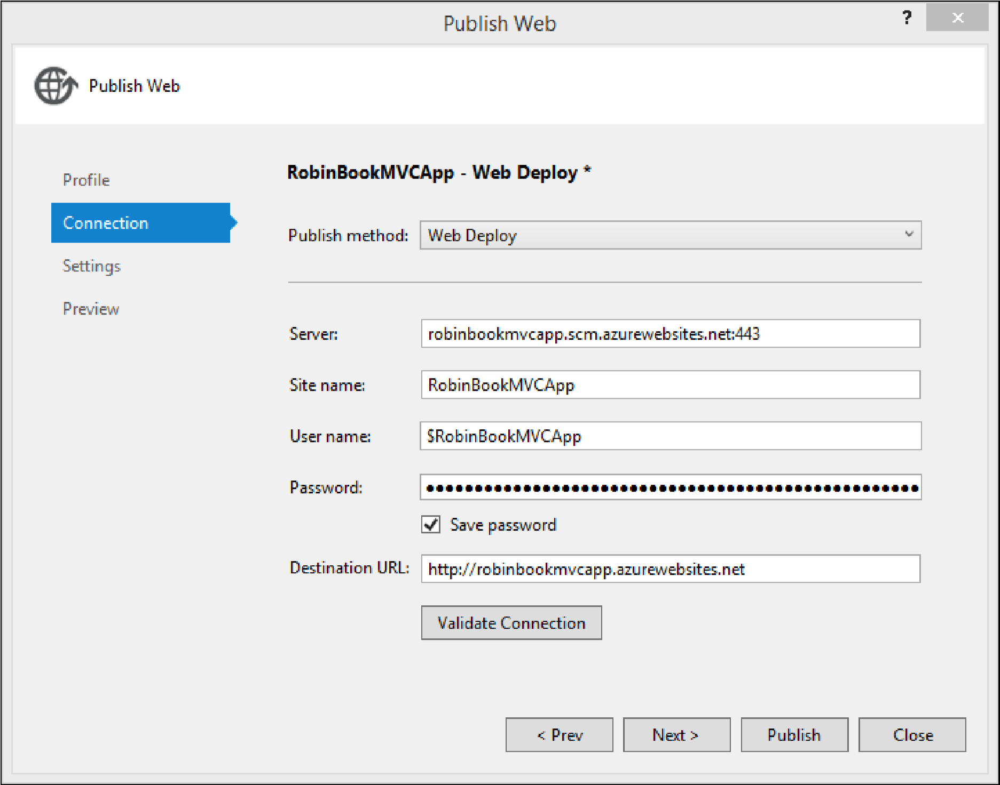 Publish Web
?
Publish Web
Profile
Connection
Settings
Preview
RobinBookMVCApp - Web Deploy *
Publish method: Web Deploy
Server: robinbookmvcapp.scm.azurewebsites.net:443
Site name: RobinBookMVCApp
User name: $RobinBookMVCApp
Password: ●●●●●●●●●●●●●●●●●●●●●●●●●●●●●●●●●●●●●●●●●●●●●●●●●●●
Save password
Destination URL: http://robinbookmvcapp.azurewebsites.net
Validate Connection
< Prev Next > Publish Close